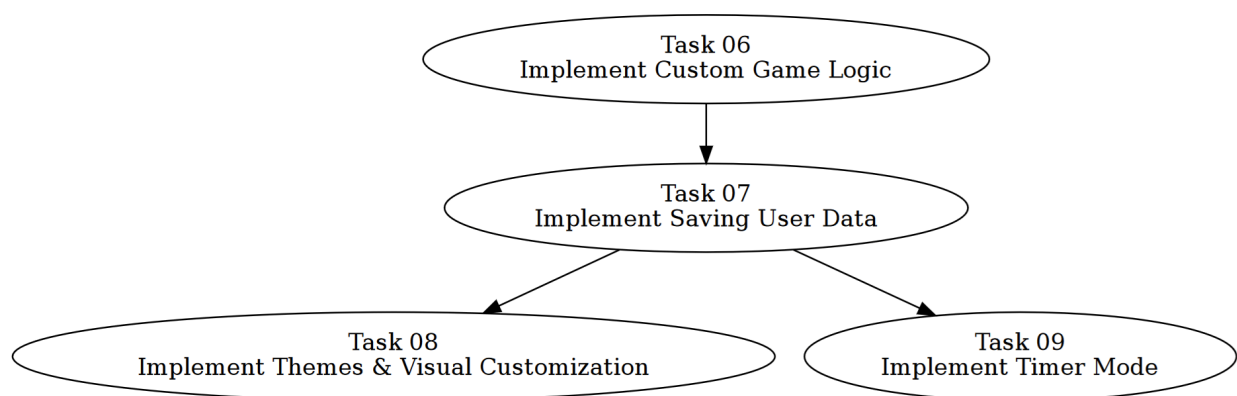 Task 06
Implement Custom Game Logic
Task 07
Implement Saving User Data
Task 08
Implement Themes & Visual Customization
Task 09
Implement Timer Mode